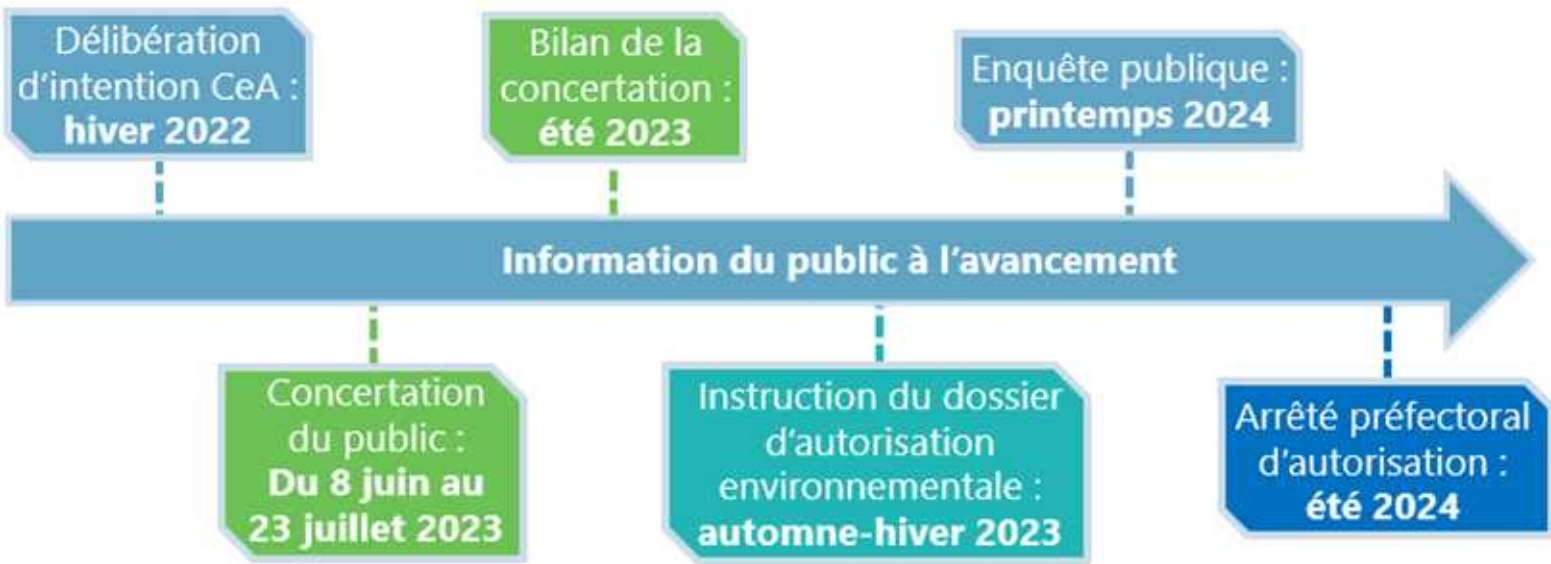 Délibération
d'intention CeA :
hiver 2022
Bilan de la
concertation :
été 2023
Enquête publique :
printemps 2024
Information du public à l'avancement
Concertation
du public :
Du 8 juin au
23 juillet 2023
Instruction du dossier
d'autorisation
environnementale :
automne-hiver 2023
Arrêté préfectoral
d'autorisation :
été 2024